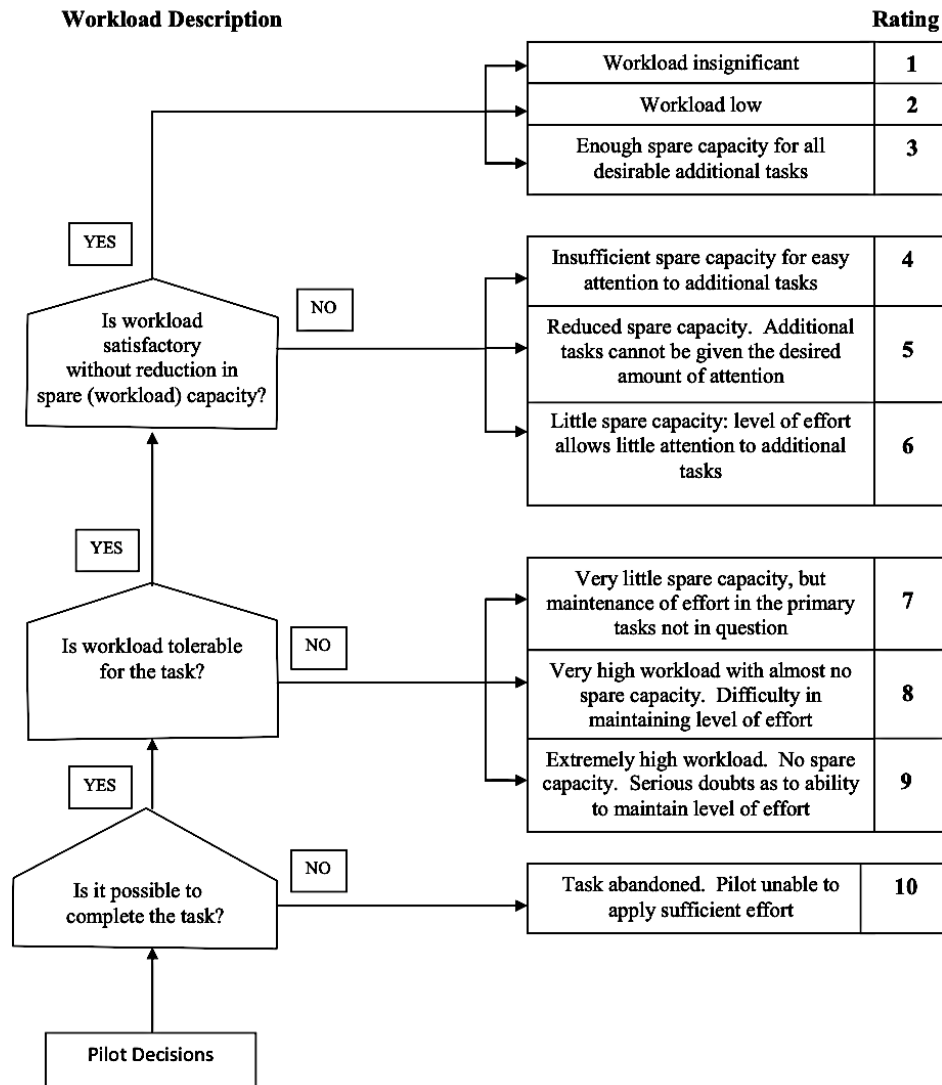 Workload Description
Rating
Workload insignificant
1
Workload low
2
Enough spare capacity for all
desirable additional tasks
3
YES
Insufficient spare capacity for easy
attention to additional tasks
4
NO
Is workload
satisfactory
without reduction in
spare (workload) capacity?
Reduced spare capacity. Additional
tasks cannot be given the desired
amount of attention
5
Little spare capacity: level of effort
allows little attention to additional
tasks
6
YES
Very little spare capacity, but
maintenance of effort in the primary
tasks not in question
7
NO
Is workload tolerable
for the task?
Very high workload with almost no
spare capacity. Difficulty in
maintaining level of effort
8
Extremely high workload. No spare
capacity. Serious doubts as to ability
to maintain level of effort
9
YES
NO
Is it possible to
complete the task?
Task abandoned. Pilot unable to
apply sufficient effort
10
Pilot Decisions